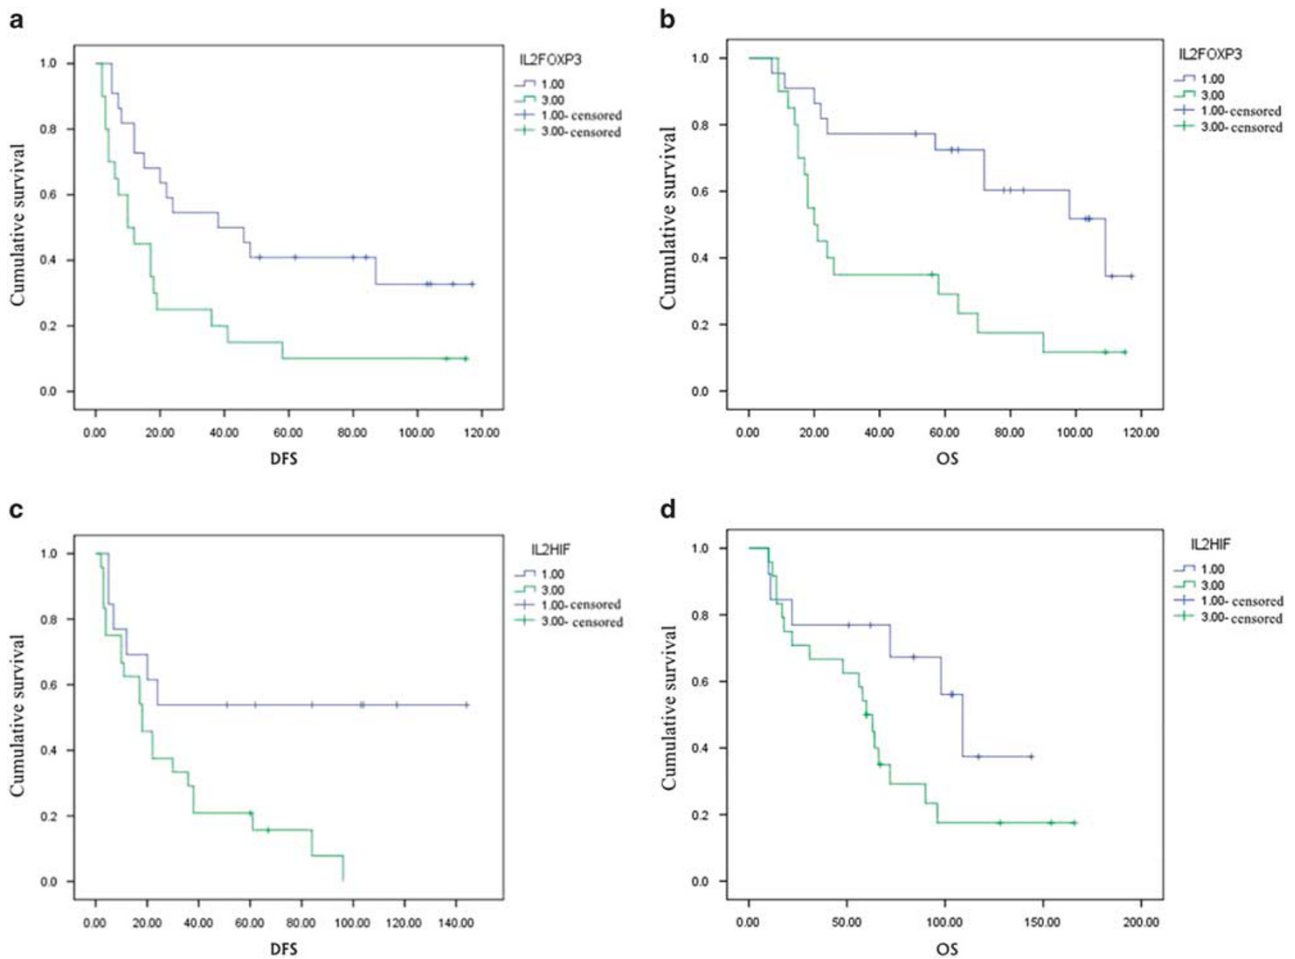 a
IL2FOXP3
1.00
3.00
1.00- censored
3.00- censored
Cumulative survival
1.0
0.8
0.6
0.4
0.2
0.0
0.00 20.00 40.00 60.00 80.00 100.00 120.00
DFS
b
IL2FOXP3
1.00
3.00
1.00-censored
3.00-censored
Cumulative survival
1.0
0.8
0.6
0.4
0.2
0.0
0.00 20.00 40.00 60.00 80.00 100.00 120.00
OS
c
IL2HIF
1.00
3.00
1.00-censored
3.00- censored
Cumulative survival
1.0
0.8
0.6
0.4
0.2
0.0
0.00 20.00 40.00 60.00 80.00 100.00 120.00 140.00
DFS
d
IL2HIF
1.00
3.00
1.00- censored
3.00-censored
Cumulative survival
1.0
0.8
0.6
0.4
0.2
0.0
0.00 50.00 100.00 150.00 200.00
OS